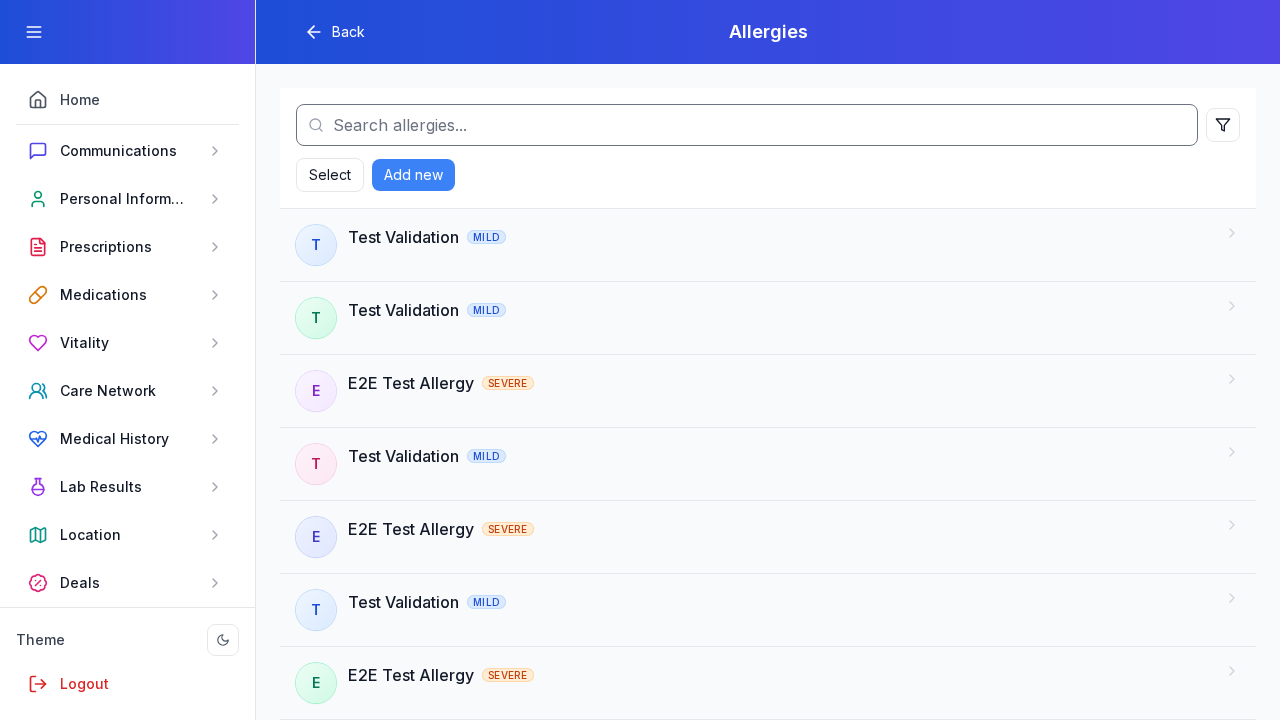 Back
Allergies
Home
Communications
Personal Inform...
Prescriptions
Medications
Vitality
Care Network
Medical History
Lab Results
Location
Deals
Theme
Logout
Search allergies...
Select
Add new
T
Test Validation MILD
T
Test Validation MILD
E
E2E Test Allergy SEVERE
T
Test Validation MILD
E
E2E Test Allergy SEVERE
T
Test Validation MILD
E
E2E Test Allergy SEVERE